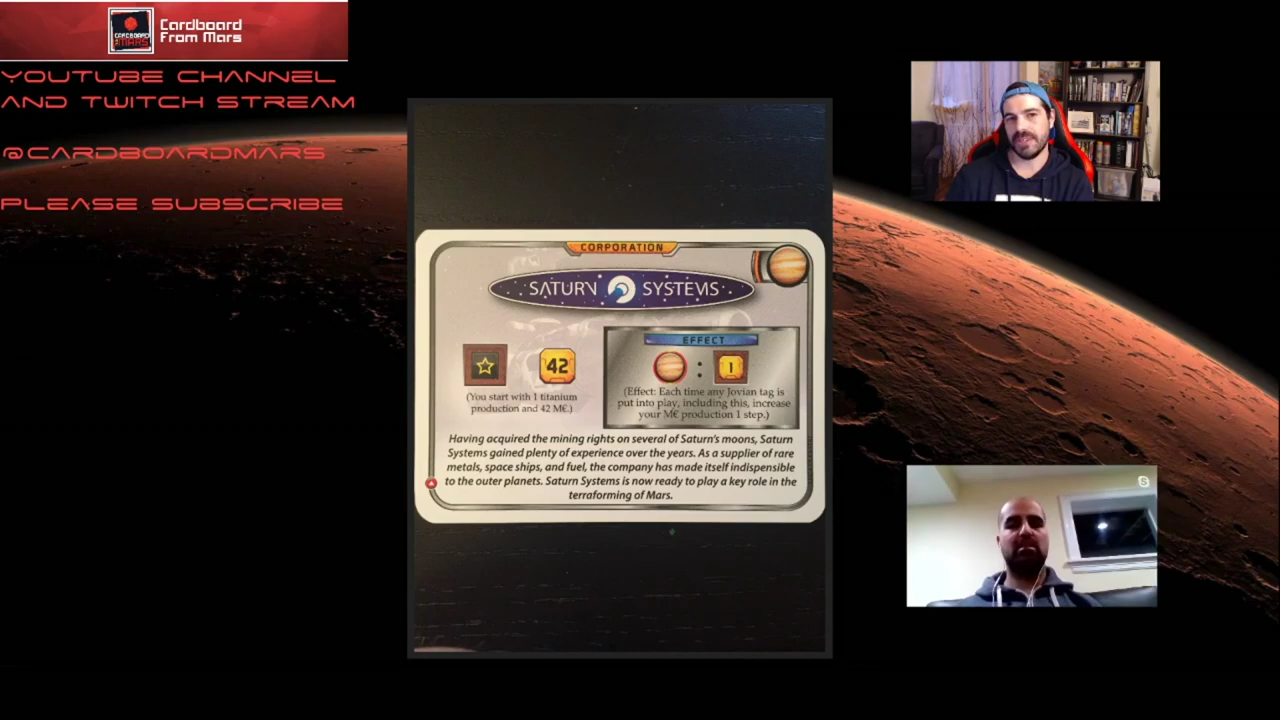 Cardboard
From Mars
CARDBOARD
MARS
YOUTUBE CHANNEL
AND TWITCH STREAM
@CARDBOARDMARS
PLEASE SUBSCRIBE
CORPORATION
SATURN SYSTEMS
EFFECT
42
1
(You start with 1 titanium
production and 42 M€.)
(Effect: Each time any Jovian tag is
put into play, including this, increase
your M€ production 1 step.)
Having acquired the mining rights on several of Saturn's moons, Saturn
Systems gained plenty of experience over the years. As a supplier of rare
metals, space ships, and fuel, the company has made itself indispensible
to the outer planets. Saturn Systems is now ready to play a key role in the
terraforming of Mars.